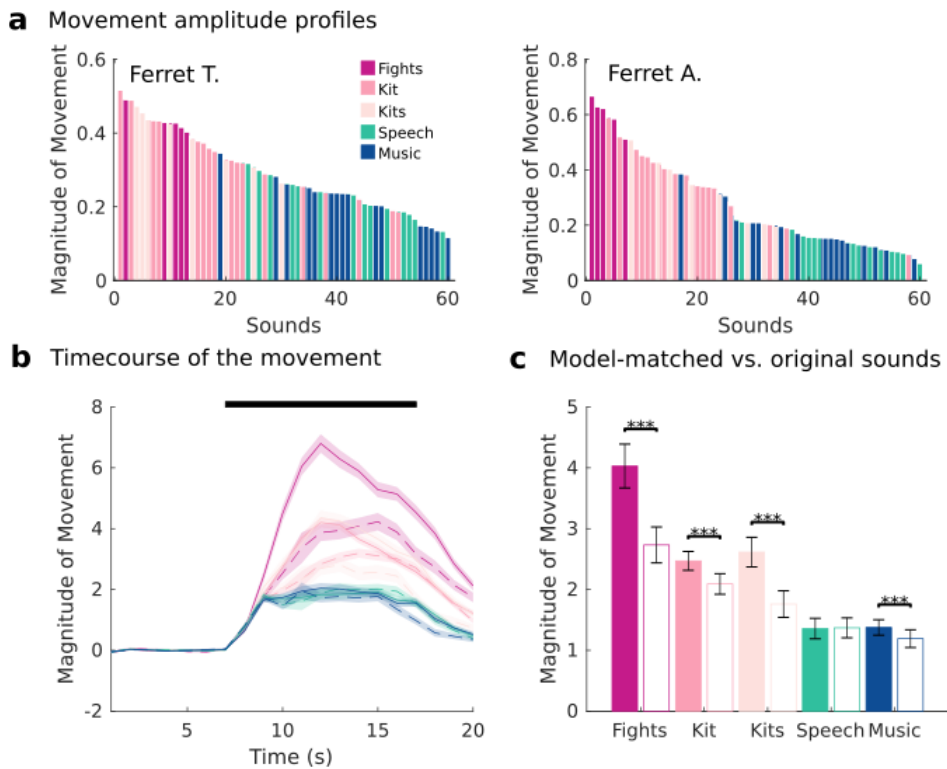 a Movement amplitude profiles
Magnitude of Movement
0.6
0.4
0.2
0
Ferret T.
Fights
Kit
Kits
Speech
Music
0 20 40 60
Sounds
Magnitude of Movement
0.8
0.6
0.4
0.2
0
Ferret A.
0 20 40 60
Sounds
b Timecourse of the movement
Magnitude of Movement
8
6
4
2
0
-2
5 10 15 20
Time (s)
c Model-matched vs. original sounds
Magnitude of Movement
5
4
3
2
1
0
***
***
***
***
Fights Kit Kits Speech Music